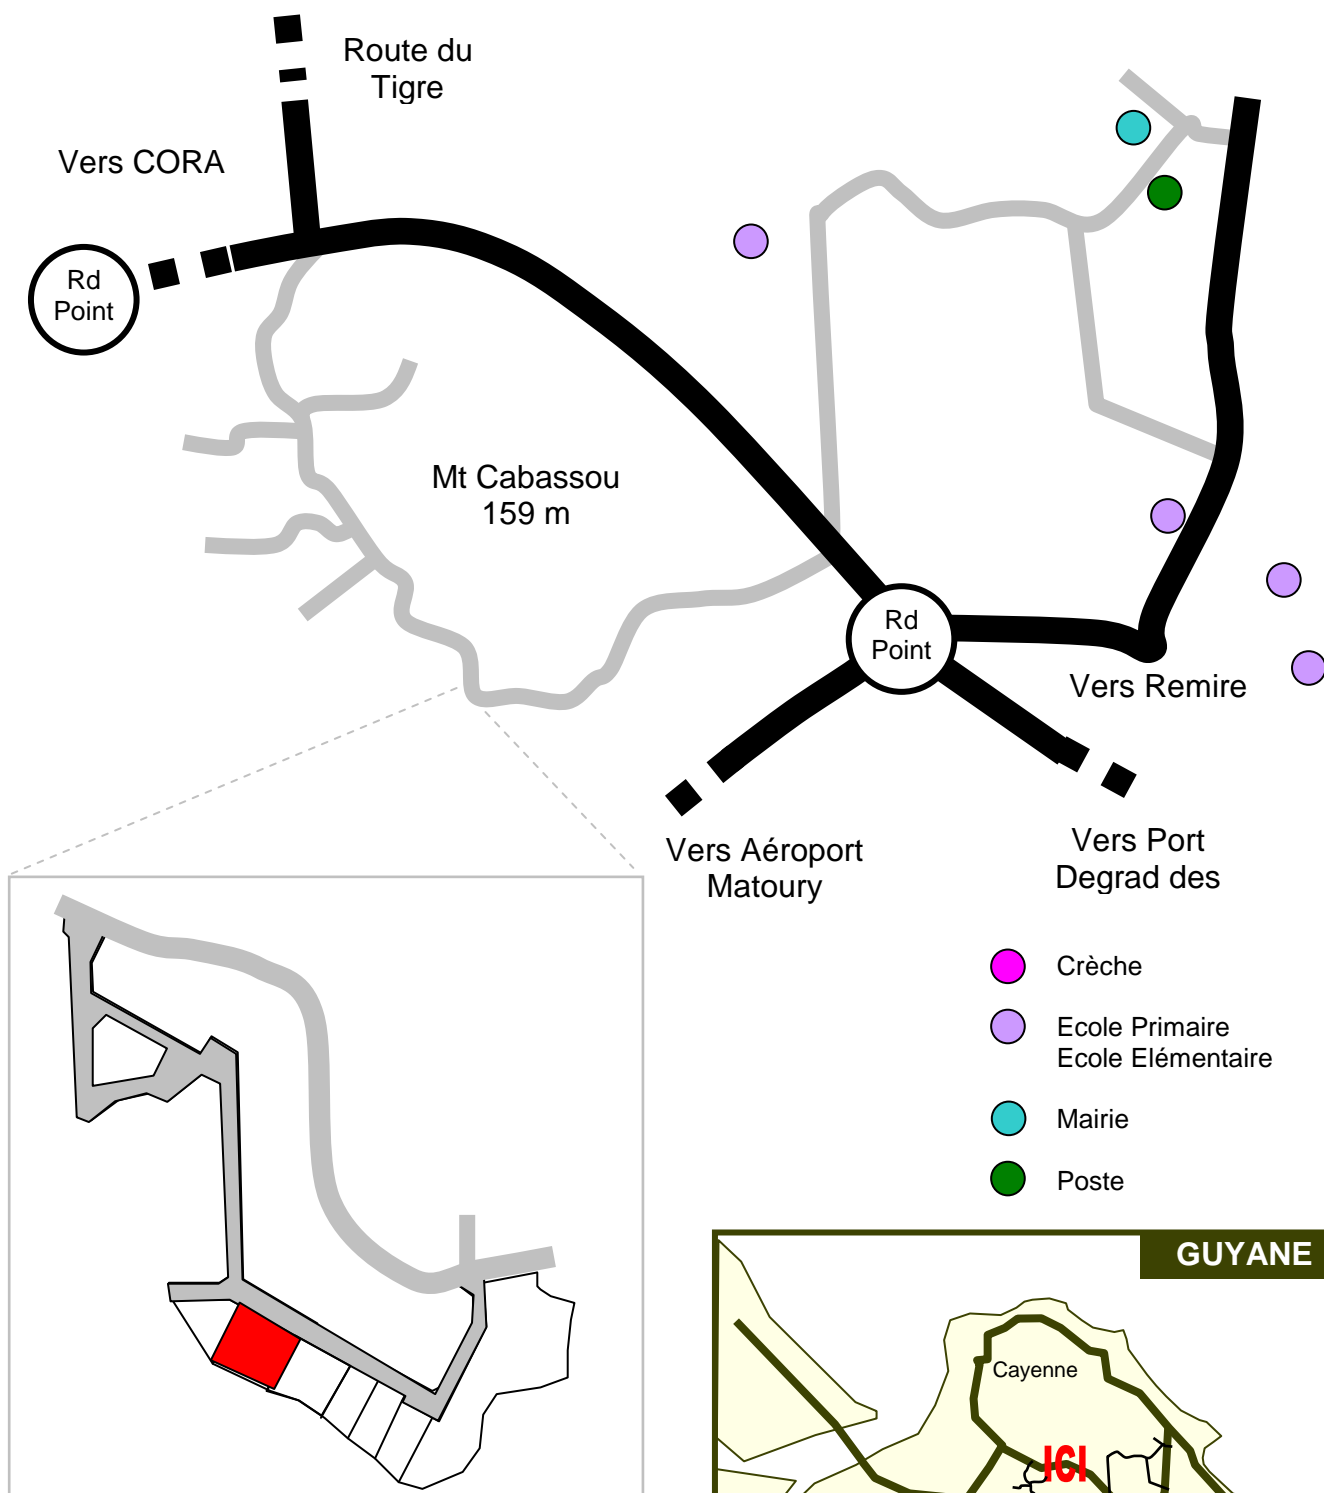 Route du
Tigre
Vers CORA
Rd
Point
Mt Cabassou
159 m
Rd
Point
Vers Remire
Vers Aéroport
Matoury
Vers Port
Degrad des
Crèche
Ecole Primaire
Ecole Elémentaire
Mairie
Poste
GUYANE
Cayenne
ICI